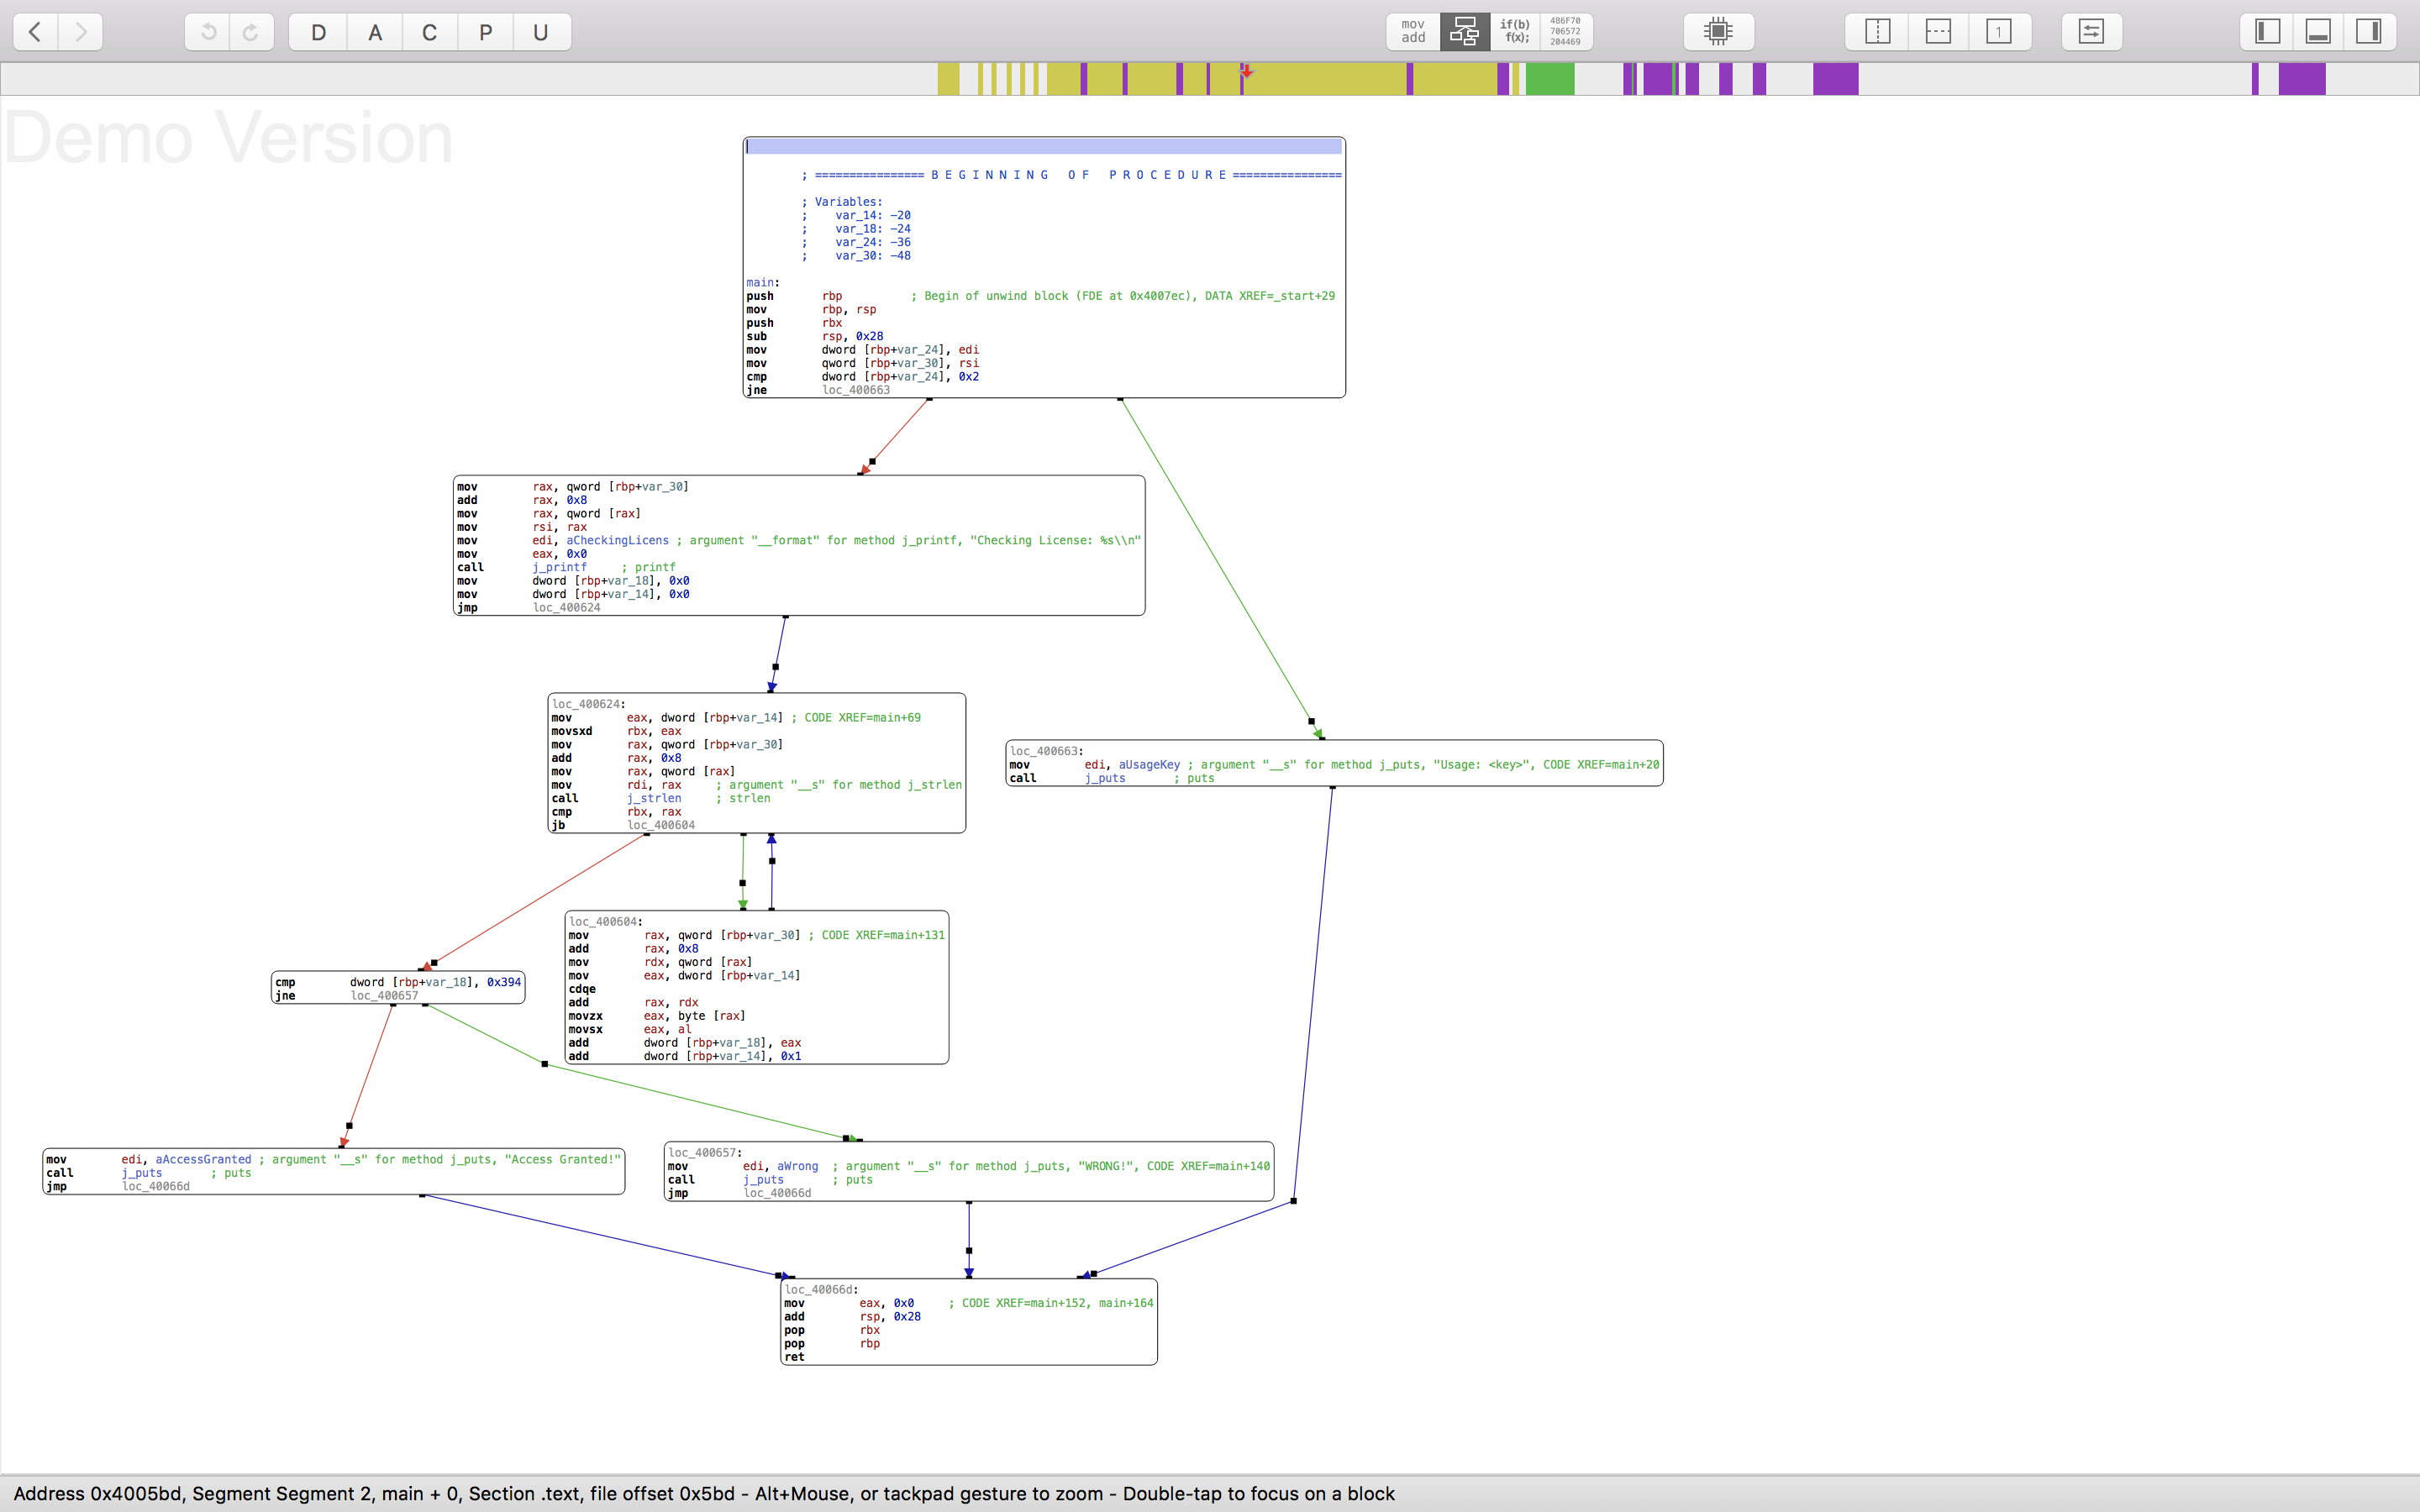 D A C P U
mov
add
if(b)
f(x);
486F70
706572
204469
1
Demo Version
; ================ B E G I N N I N G   O F   P R O C E D U R E ================
; Variables:
;    var_14: −20
;    var_18: −24
;    var_24: −36
;    var_30: −48
main:
push rbp ; Begin of unwind block (FDE at 0x4007ec), DATA XREF=_start+29
mov rbp, rsp
push rbx
sub rsp, 0x28
mov dword [rbp+var_24], edi
mov qword [rbp+var_30], rsi
cmp dword [rbp+var_24], 0x2
jne loc_400663
mov rax, qword [rbp+var_30]
add rax, 0x8
mov rax, qword [rax]
mov rsi, rax
mov edi, aCheckingLicens ; argument "__format" for method j_printf, "Checking License: %s\\n"
mov eax, 0x0
call j_printf ; printf
mov dword [rbp+var_18], 0x0
mov dword [rbp+var_14], 0x0
jmp loc_400624
loc_400624:
mov eax, dword [rbp+var_14] ; CODE XREF=main+69
movsxd rbx, eax
mov rax, qword [rbp+var_30]
add rax, 0x8
mov rax, qword [rax]
mov rdi, rax ; argument "__s" for method j_strlen
call j_strlen ; strlen
cmp rbx, rax
jb loc_400604
loc_400663:
mov edi, aUsageKey ; argument "__s" for method j_puts, "Usage: <key>", CODE XREF=main+20
call j_puts ; puts
loc_400604:
mov rax, qword [rbp+var_30] ; CODE XREF=main+131
add rax, 0x8
mov rdx, qword [rax]
mov eax, dword [rbp+var_14]
cdqe
add rax, rdx
movzx eax, byte [rax]
movsx eax, al
add dword [rbp+var_18], eax
add dword [rbp+var_14], 0x1
cmp dword [rbp+var_18], 0x394
jne loc_400657
mov edi, aAccessGranted ; argument "__s" for method j_puts, "Access Granted!"
call j_puts ; puts
jmp loc_40066d
loc_400657:
mov edi, aWrong ; argument "__s" for method j_puts, "WRONG!", CODE XREF=main+140
call j_puts ; puts
jmp loc_40066d
loc_40066d:
mov eax, 0x0 ; CODE XREF=main+152, main+164
add rsp, 0x28
pop rbx
pop rbp
ret
Address 0x4005bd, Segment Segment 2, main + 0, Section .text, file offset 0x5bd - Alt+Mouse, or tackpad gesture to zoom - Double-tap to focus on a block